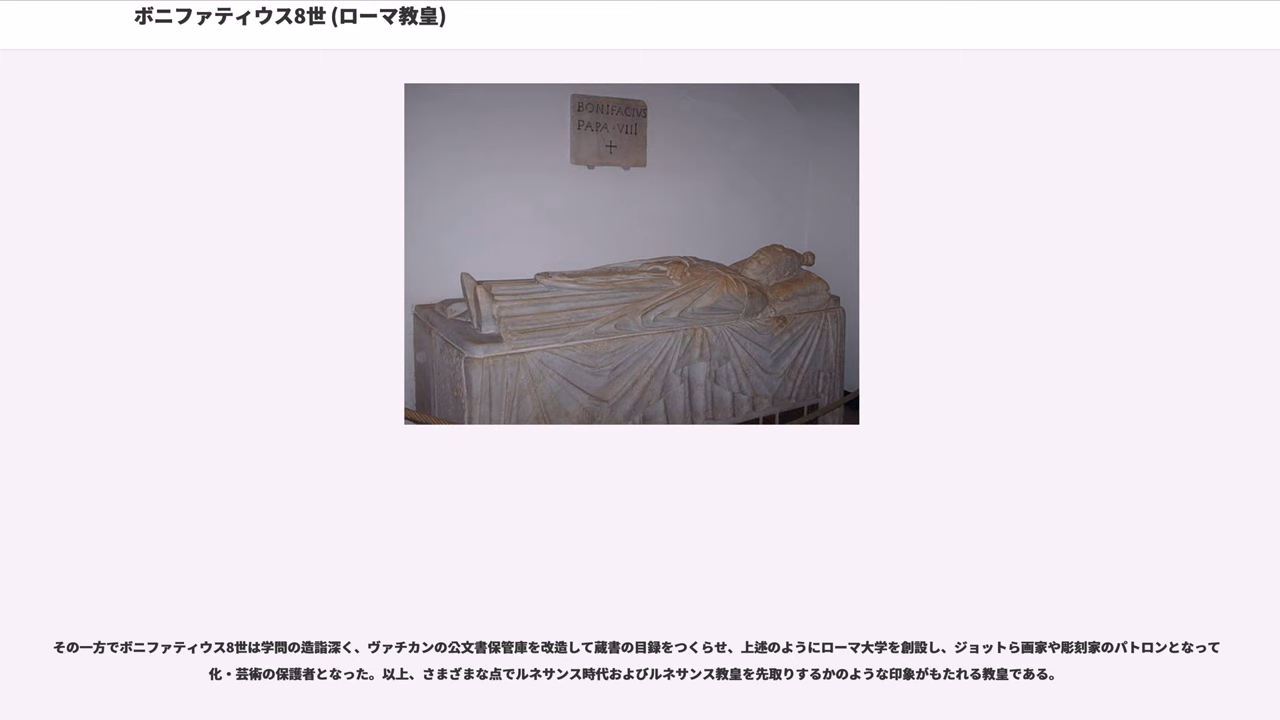 ボニファティウス8世 (ローマ教皇)
BONIFACIVS
PAPA · VIII
その一方でボニファティウス8世は学問の造詣深く、ヴァチカンの公文書保管庫を改造して蔵書の目録をつくらせ、上述のようにローマ大学を創設し、ジョットら画家や彫刻家のパトロンとなって
化・芸術の保護者となった。以上、さまざまな点でルネサンス時代およびルネサンス教皇を先取りするかのような印象がもたれる教皇である。